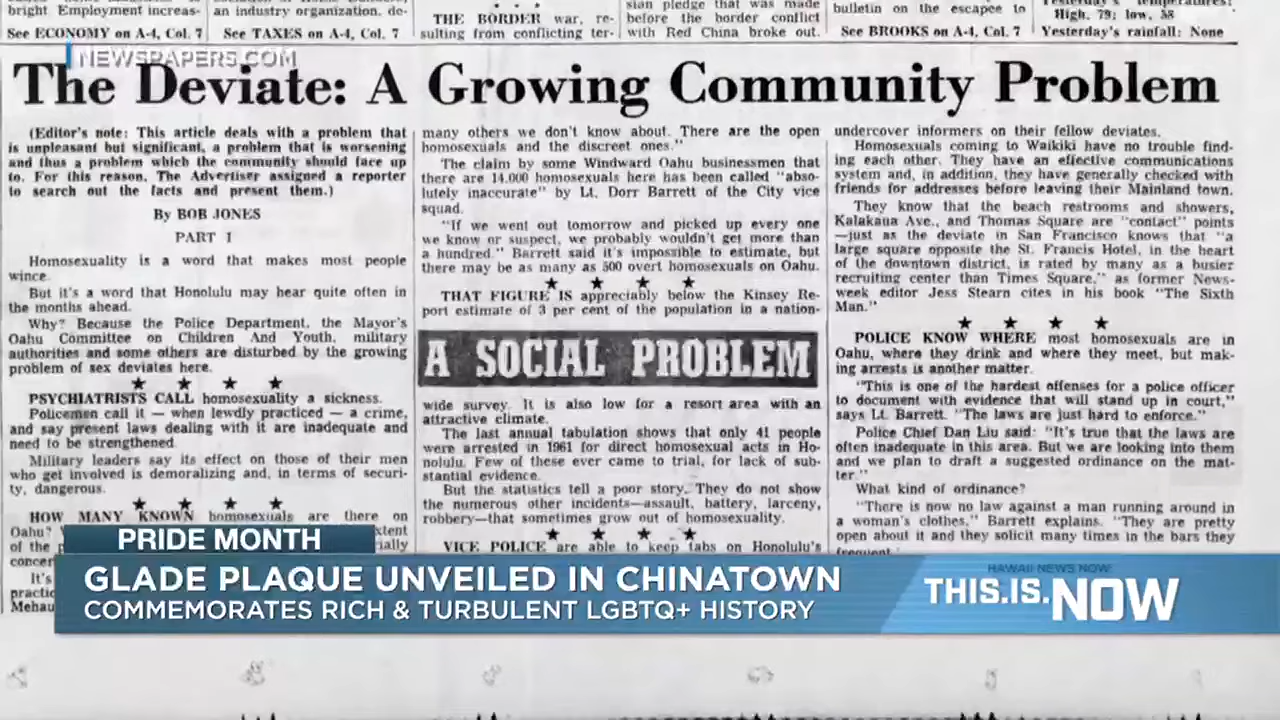 bright Employment increas-
See ECONOMY on A-4, Col. 7
an industry organization, de-
See TAXES on A-4, Col. 7
THE BORDER war, re-
sulting from conflicting ter-
sian pledge that was made
before the border conflict
with Red China broke out.
bulletin on the escapee to
See BROOKS on A-4, Col. 7
Yesterday's temperatures:
High, 79; low, 58
Yesterday's rainfall: None
NEWSPAPERS.COM
The Deviate: A Growing Community Problem
(Editor's note: This article deals with a problem that
is unpleasant but significant, a problem that is worsening
and thus a problem which the community should face up
to. For this reason, The Advertiser assigned a reporter
to search out the facts and present them.)
By BOB JONES
PART I
Homosexuality is a word that makes most people
wince.
But it's a word that Honolulu may hear quite often in
the months ahead.
Why? Because the Police Department, the Mayor's
Oahu Committee on Children And Youth, military
authorities and some others are disturbed by the growing
problem of sex deviates here.
★ ★ ★ ★
PSYCHIATRISTS CALL homosexuality a sickness.
Policemen call it — when lewdly practiced — a crime,
and say present laws dealing with it are inadequate and
need to be strengthened.
Military leaders say its effect on those of their men
who get involved is demoralizing and, in terms of securi-
ty, dangerous.
★ ★ ★ ★
HOW MANY KNOWN homosexuals are there on
Oahu?
of the
concer
It's
practic
Mehau
many others we don't know about. There are the open
homosexuals and the discreet ones."
The claim by some Windward Oahu businessmen that
there are 14,000 homosexuals here has been called "abso-
lutely inaccurate" by Lt. Dorr Barrett of the City vice
squad.
"If we went out tomorrow and picked up every one
we know or suspect, we probably wouldn't get more than
a hundred." Barrett said it's impossible to estimate, but
there may be as many as 500 overt homosexuals on Oahu.
★ ★ ★ ★
THAT FIGURE IS appreciably below the Kinsey Re-
port estimate of 3 per cent of the population in a nation-
A SOCIAL PROBLEM
wide survey. It is also low for a resort area with an
attractive climate.
The last annual tabulation shows that only 41 people
were arrested in 1961 for direct homosexual acts in Ho-
nolulu. Few of these ever came to trial, for lack of sub-
stantial evidence.
But the statistics tell a poor story. They do not show
the numerous other incidents—assault, battery, larceny,
robbery—that sometimes grow out of homosexuality.
★ ★ ★ ★
VICE POLICE are able to keep tabs on Honolulu's
undercover informers on their fellow deviates.
Homosexuals coming to Waikiki have no trouble find-
ing each other. They have an effective communications
system and, in addition, they have generally checked with
friends for addresses before leaving their Mainland town.
They know that the beach restrooms and showers,
Kalakaua Ave., and Thomas Square are "contact" points
—just as the deviate in San Francisco knows that "a
large square opposite the St. Francis Hotel, in the heart
of the downtown district, is rated by many as a busier
recruiting center than Times Square," as former News-
week editor Jess Stearn cites in his book "The Sixth
Man."
★ ★ ★ ★
POLICE KNOW WHERE most homosexuals are in
Oahu, where they drink and where they meet, but mak-
ing arrests is another matter.
"This is one of the hardest offenses for a police officer
to document with evidence that will stand up in court,"
says Lt. Barrett. "The laws are just hard to enforce."
Police Chief Dan Liu said: "It's true that the laws are
often inadequate in this area. But we are looking into them
and we plan to draft a suggested ordinance on the mat-
ter."
What kind of ordinance?
"There is now no law against a man running around in
a woman's clothes," Barrett explains. "They are pretty
open about it and they solicit many times in the bars they
frequent.
PRIDE MONTH
GLADE PLAQUE UNVEILED IN CHINATOWN
COMMEMORATES RICH & TURBULENT LGBTQ+ HISTORY
HAWAII NEWS NOW
THIS.IS.NOW